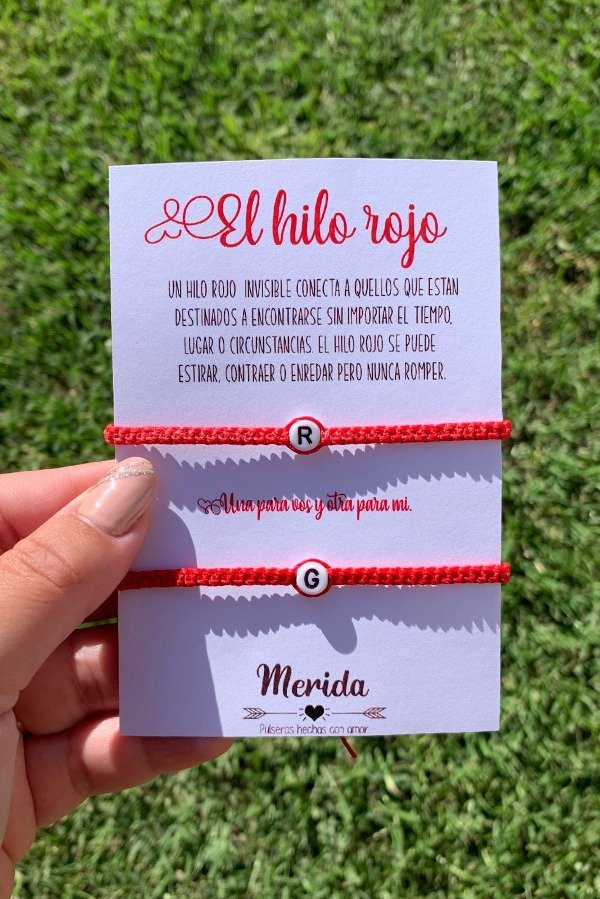 El hilo rojo
UN HILO ROJO INVISIBLE CONECTA A QUELLOS QUE ESTAN
DESTINADOS A ENCONTRARSE SIN IMPORTAR EL TIEMPO,
LUGAR O CIRCUNSTANCIAS. EL HILO ROJO SE PUEDE
ESTIRAR, CONTRAER O ENREDAR PERO NUNCA ROMPER.
R
Una para vos y otra para mi.
G
Merida
Pulseras hechas con amor